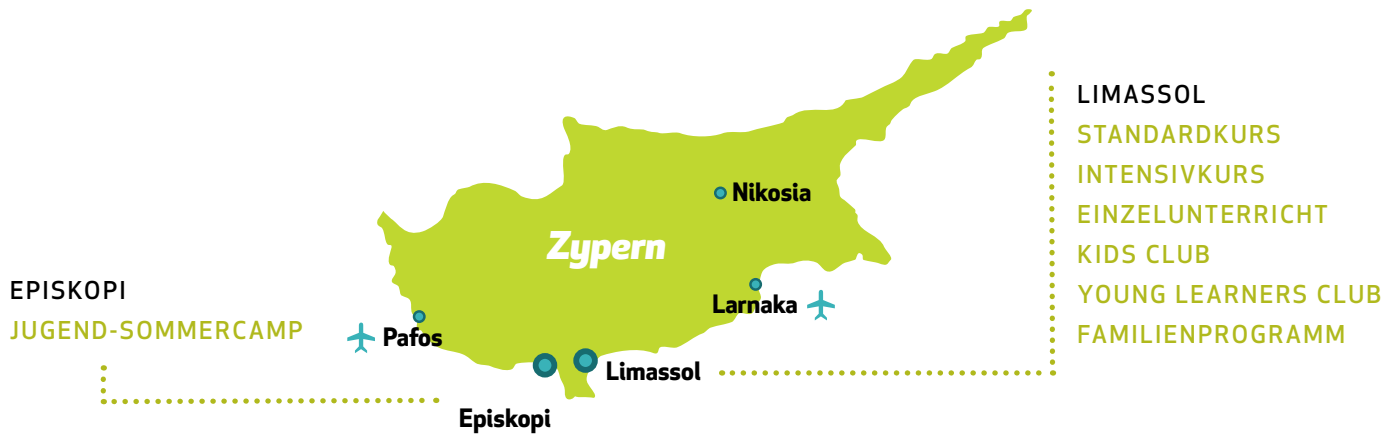 LIMASSOL
STANDARDKURS
INTENSIVKURS
EINZELUNTERRICHT
KIDS CLUB
YOUNG LEARNERS CLUB
FAMILIENPROGRAMM
Nikosia
Zypern
Larnaka
EPISKOPI
JUGEND-SOMMERCAMP
Pafos
Limassol
Episkopi